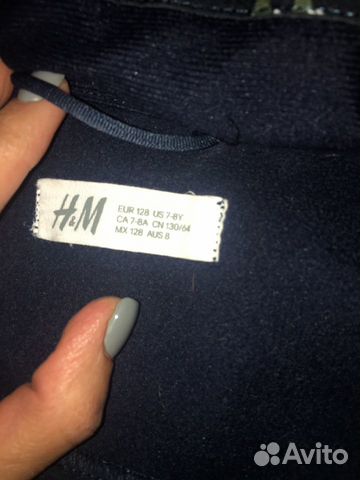 H&M
EUR 128 US 7-8Y
CA 7-8A CN 130/64
MX 128 AUS 8
Avito